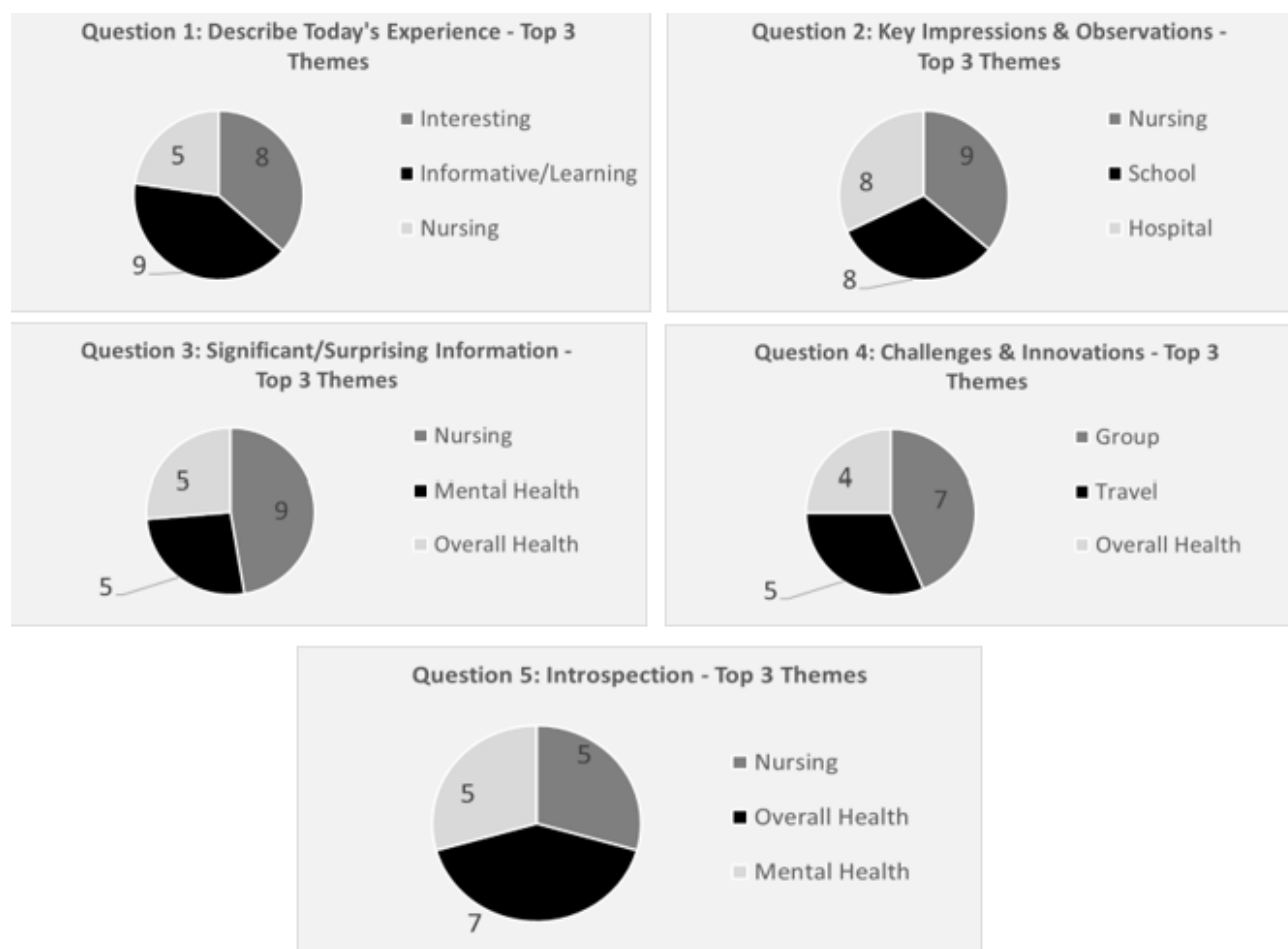 Question 1: Describe Today's Experience - Top 3
Themes
Interesting
Informative/Learning
Nursing
8
9
5
Question 2: Key Impressions & Observations -
Top 3 Themes
Nursing
School
Hospital
9
8
8
Question 3: Significant/Surprising Information -
Top 3 Themes
Nursing
Mental Health
Overall Health
9
5
5
Question 4: Challenges & Innovations - Top 3
Themes
Group
Travel
Overall Health
7
5
4
Question 5: Introspection - Top 3 Themes
Nursing
Overall Health
Mental Health
5
7
5